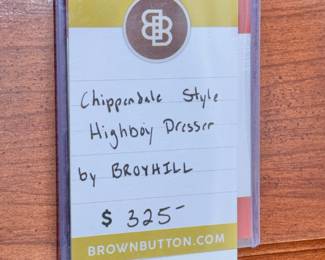 Chippendale Style
Highboy Dresser
by BROYHILL
$ 325-
BROWNBUTTON.COM